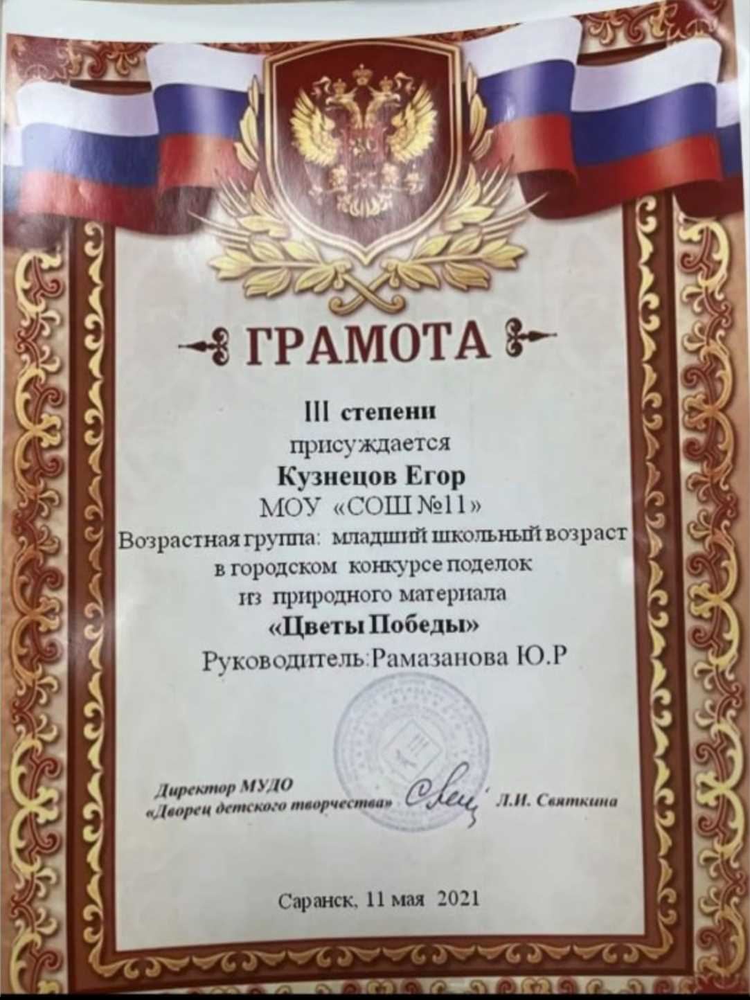 ГРАМОТА
III степени
присуждается
Кузнецов Егор
МОУ «СОШ №11»
Возрастная группа: младший школьный возраст
в городском конкурсе поделок
из природного материала
«Цветы Победы»
Руководитель:Рамазанова Ю.Р
Директор МУДО
«Дворец детского творчества» Л.И. Святкина
Саранск, 11 мая 2021